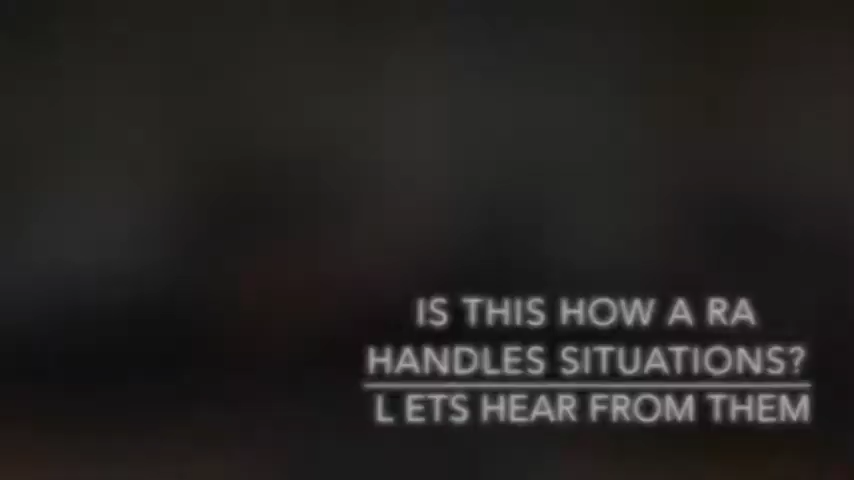 IS THIS HOW A RA
HANDLES SITUATIONS?
L ETS HEAR FROM THEM